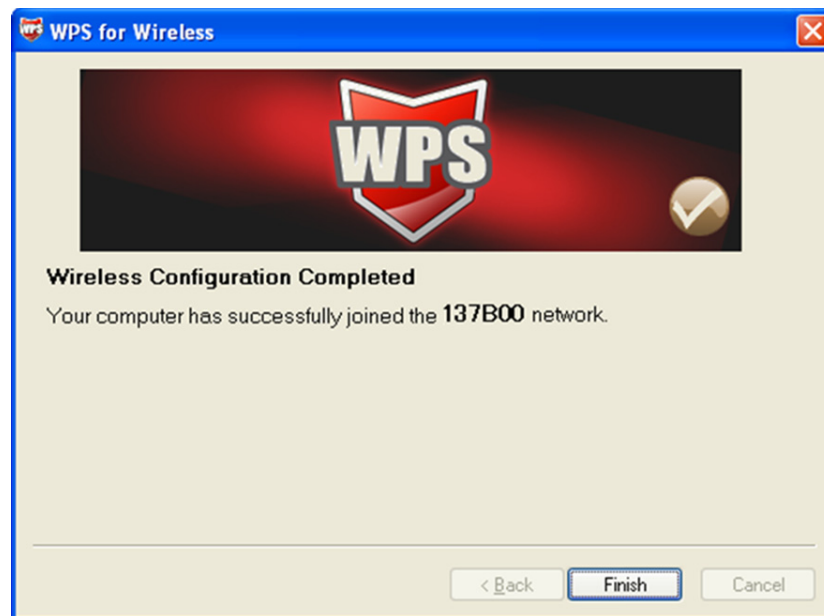 WPS for Wireless
WPS
Wireless Configuration Completed
Your computer has successfully joined the 137B00 network.
< Back
Finish
Cancel